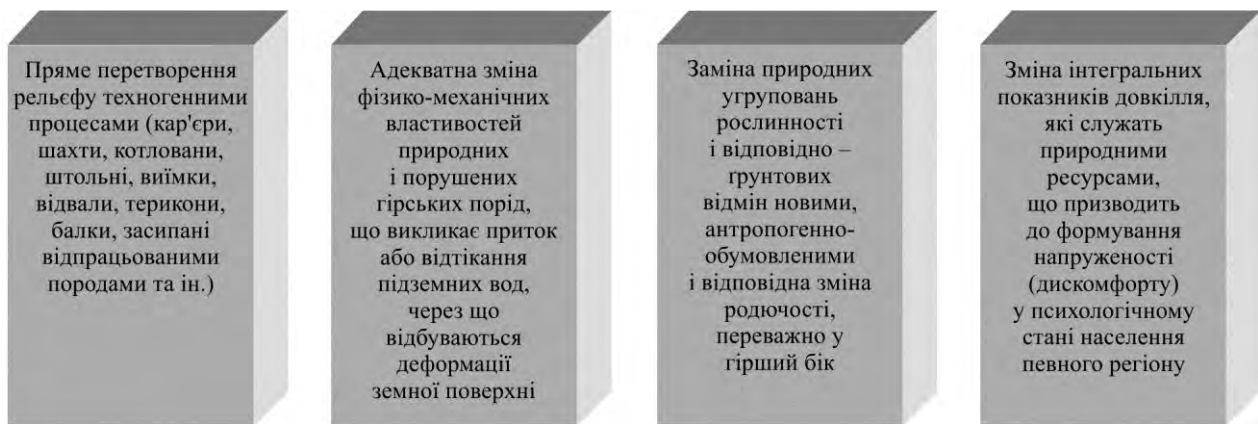 Пряме перетворення
рельєфу техногенними
процесами (кар'єри,
шахти, котловани,
штольні, виїмки,
відвали, терикони,
балки, засипані
відпрацьованими
породами та ін.)
Адекватна зміна
фізико-механічних
властивостей
природних
і порушених
гірських порід,
що викликає приток
або відтікання
підземних вод,
через що
відбуваються
деформації
земної поверхні
Заміна природних
угруповань
рослинності
і відповідно –
ґрунтових
відмін новими,
антропогенно-
обумовленими
і відповідна зміна
родючості,
переважно у
гірший бік
Зміна інтегральних
показників довкілля,
які служать
природними
ресурсами,
що призводить
до формування
напруженості
(дискомфорту)
у психологічному
стані населення
певного регіону